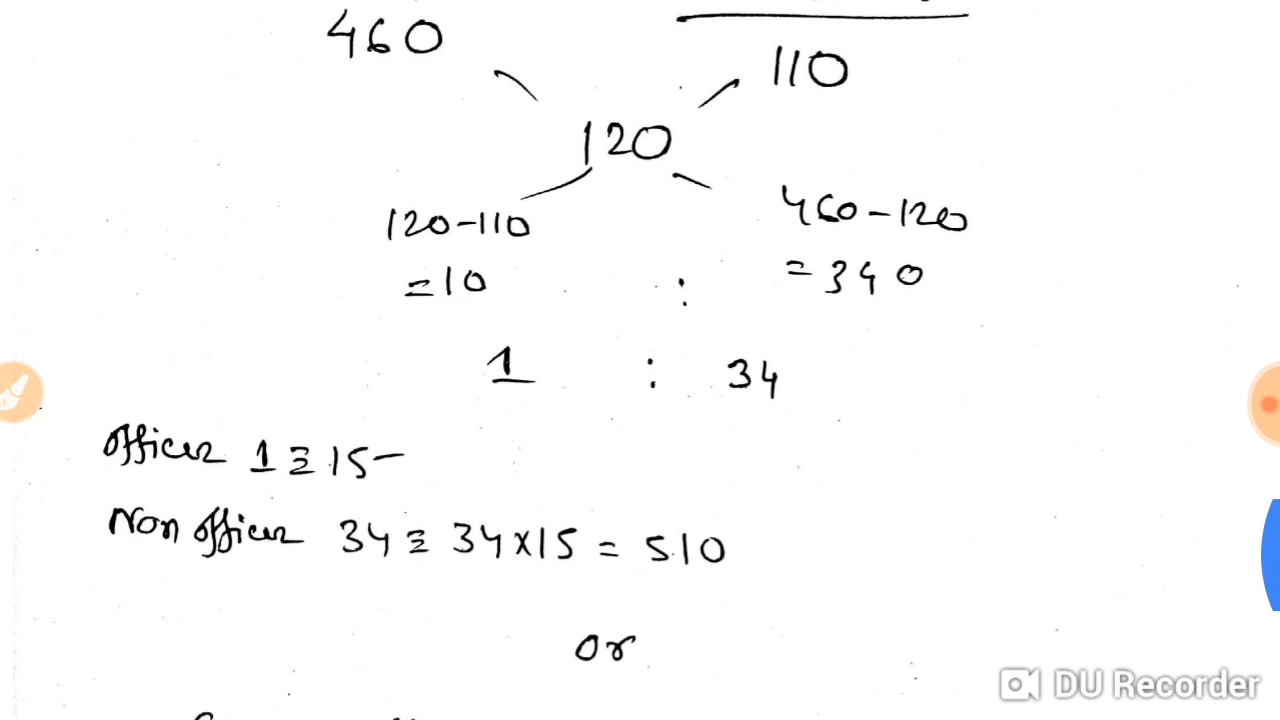 460
110
120
120-110
460-120
=10 : =340
1 : 34
officer 1 ≡ 15
Non officer 34 ≡ 34×15 = 510
or
DU Recorder